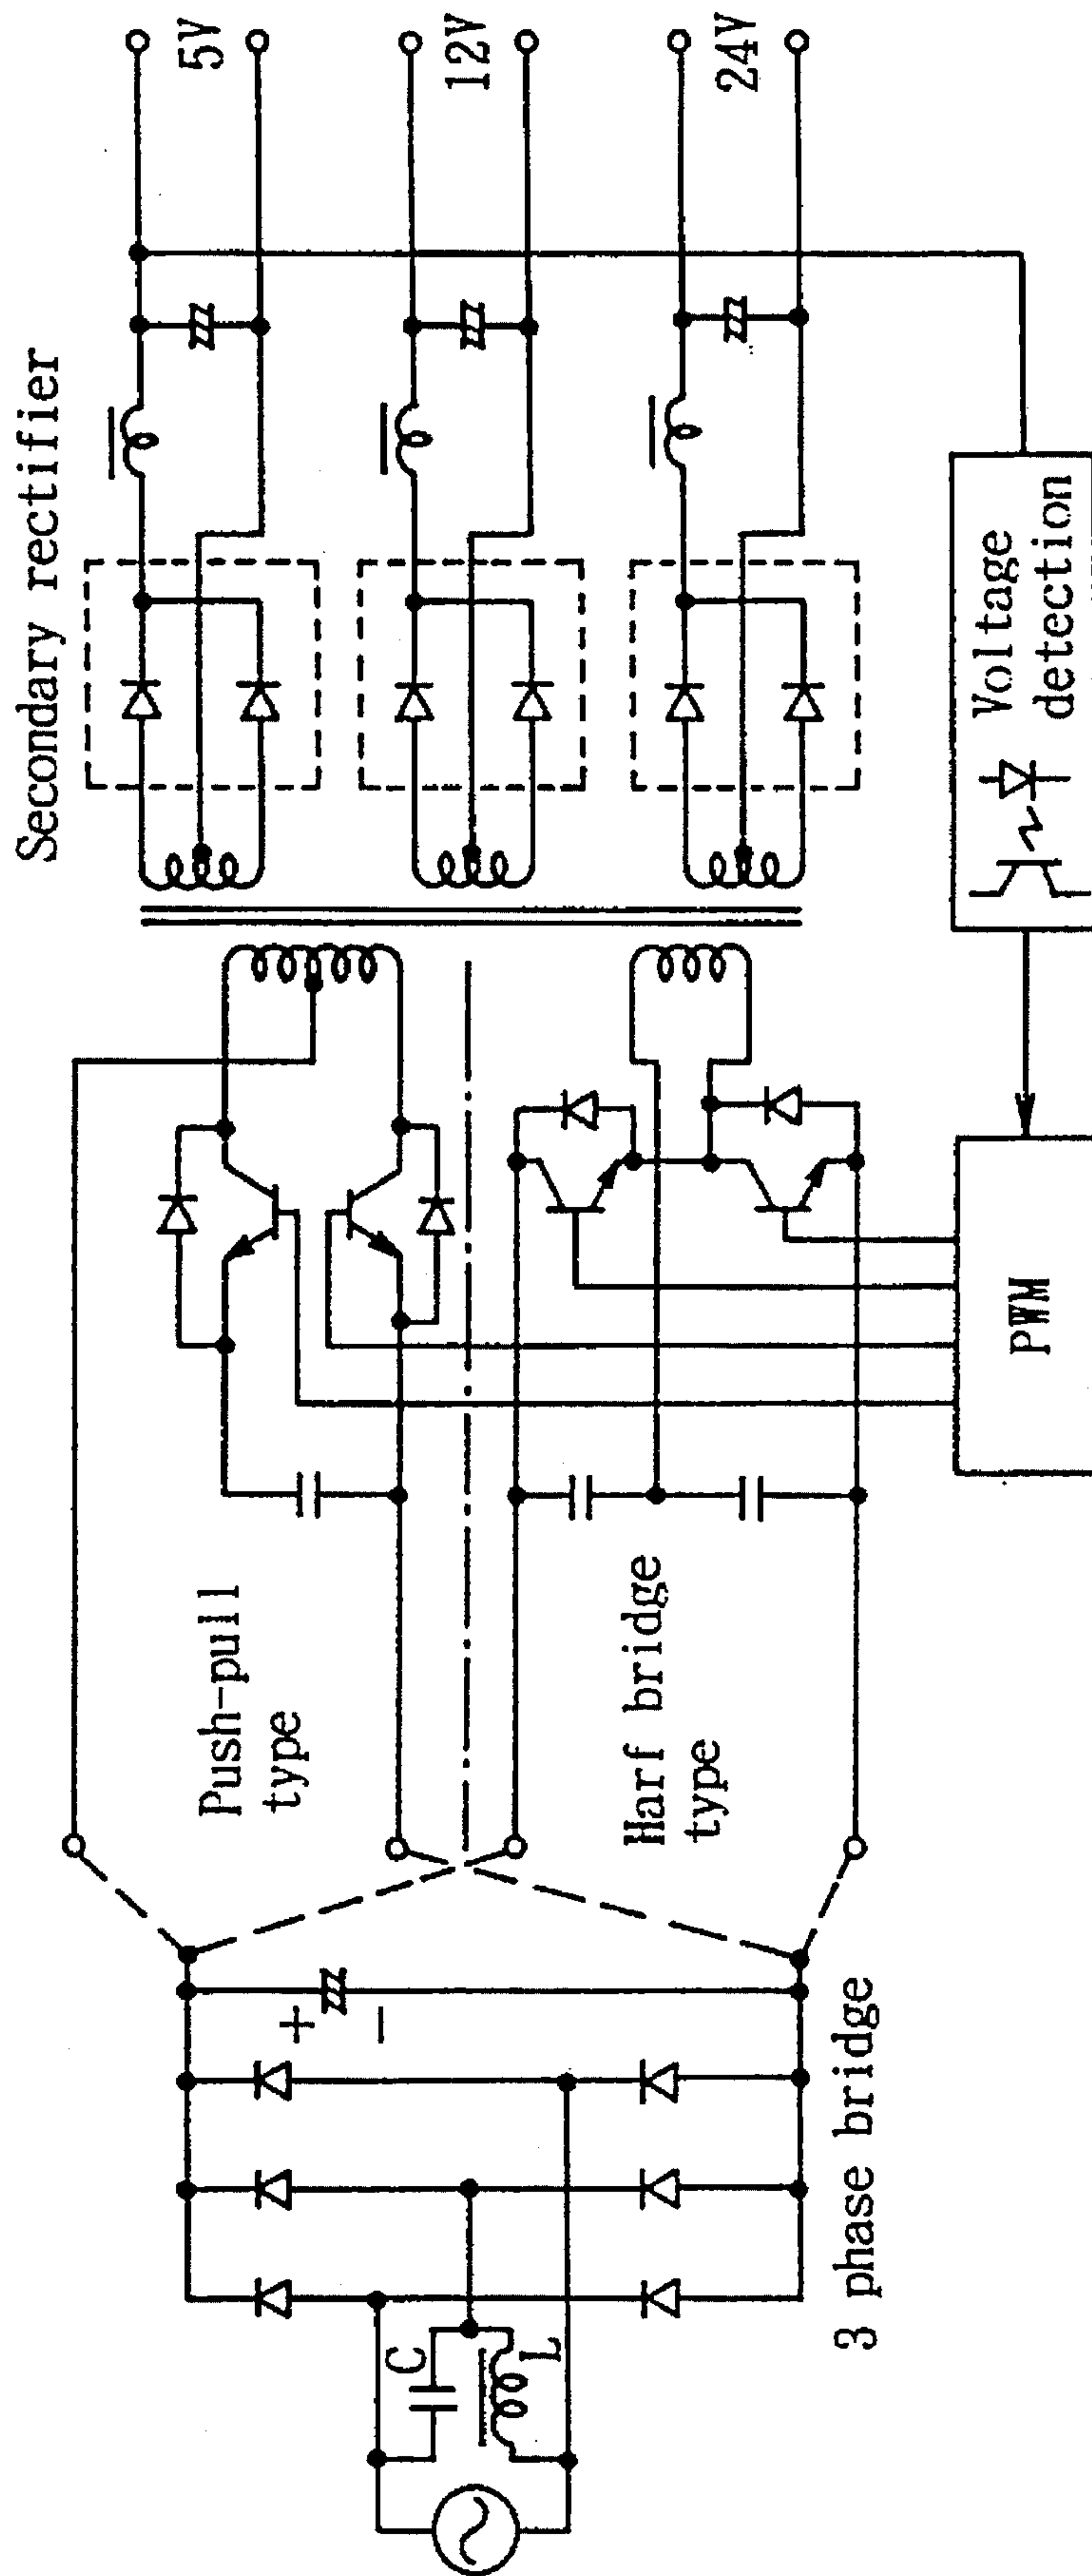 Secondary rectifier
5V
12V
24V
Push-pull
type
Harf bridge
type
+
−
C
L
3 phase bridge
PWM
Voltage
detection